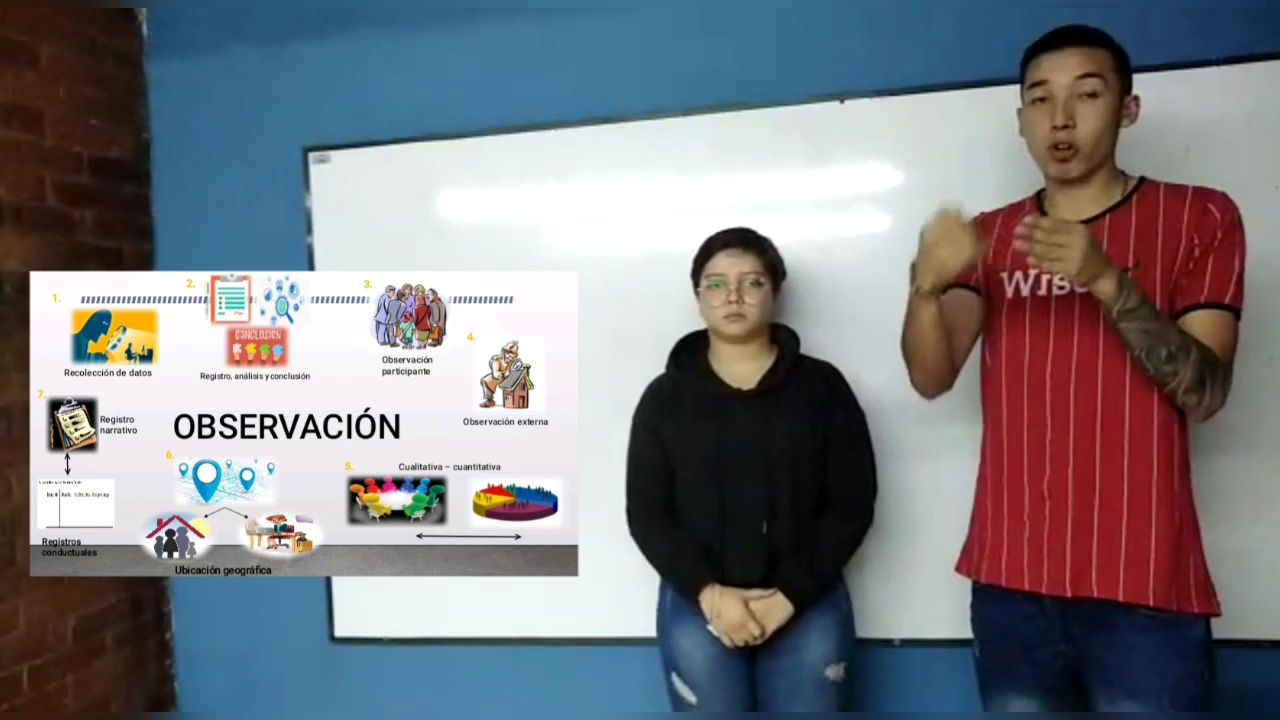 1.
2.
3.
CONCLUSIÓN
Recolección de datos
Registro, análisis y conclusión
Observación
participante
4.
Observación externa
7.
Registro
narrativo
OBSERVACIÓN
6.
5.
Cualitativa – cuantitativa
Registros
conductuales
Ubicación geográfica